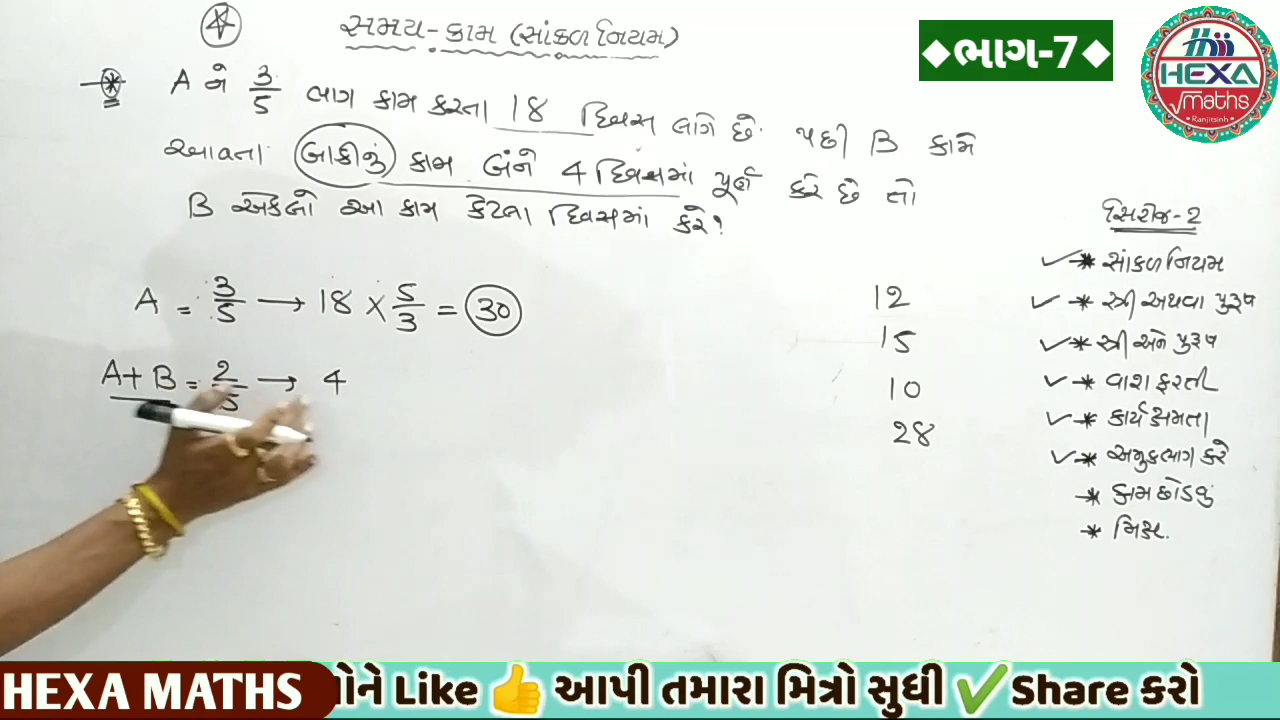 સમય-કામ (સાંકળ નિયમ)
◆ભાગ-7◆
HEXA
√maths
Ranjitsinh
* A ને 3/5 ભાગ કામ કરતા 18 દિવસ લાગે છે. પછી B કામે
આવતા બાકીનું કામ બંને 4 દિવસમાં પૂર્ણ કરે છે તો
B એકલો આ કામ કેટલા દિવસમાં કરે?
A = 3/5 → 18 × 5/3 = 30
A+B = 2/5 → 4
12
15
10
28
સિરીજ-2
✓* સાંકળ નિયમ
✓* સ્ત્રી અથવા પુરૂષ
✓* સ્ત્રી અને પુરૂષ
✓* વારા ફરતી
✓* કાર્યક્ષમતા
✓* અમુકભાગ કરે
* કામ છોડવું
* મિક્ષ.
HEXA MATHS
ોને Like 👍 આપી તમારા મિત્રો સુધી ✅ Share કરો